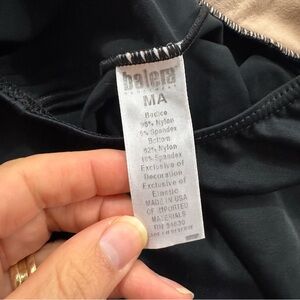 balera
MA
Bodice
Nylon
Spandex
Bottom
82% Nylon
18% Spandex
Exclusive of
Decoration
Exclusive of
Elastic
MADE IN USA
OF IMPORTED
MATERIALS